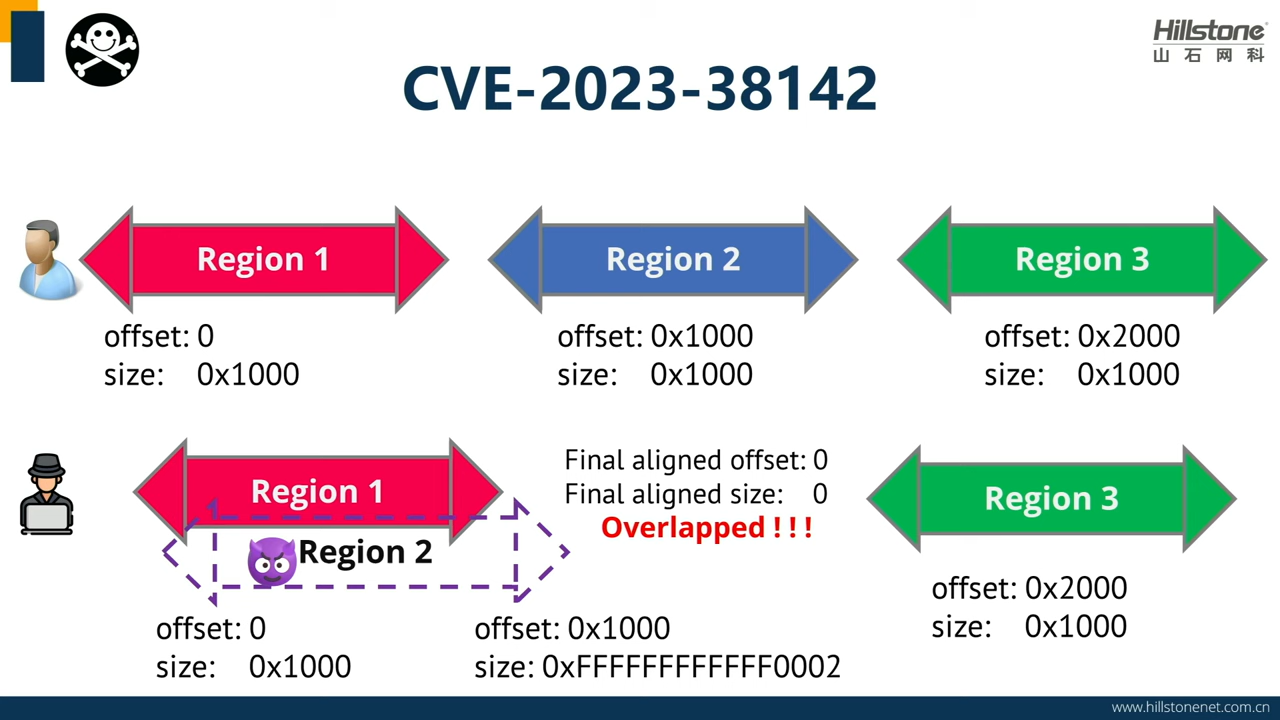 Hillstone
山石网科
CVE-2023-38142
Region 1
Region 2
Region 3
offset: 0
size: 0x1000
offset: 0x1000
size: 0x1000
offset: 0x2000
size: 0x1000
Region 1
Region 2
Final aligned offset: 0
Final aligned size: 0
Overlapped ! ! !
Region 3
offset: 0
size: 0x1000
offset: 0x1000
size: 0xFFFFFFFFFFFF0002
offset: 0x2000
size: 0x1000
www.hillstonenet.com.cn